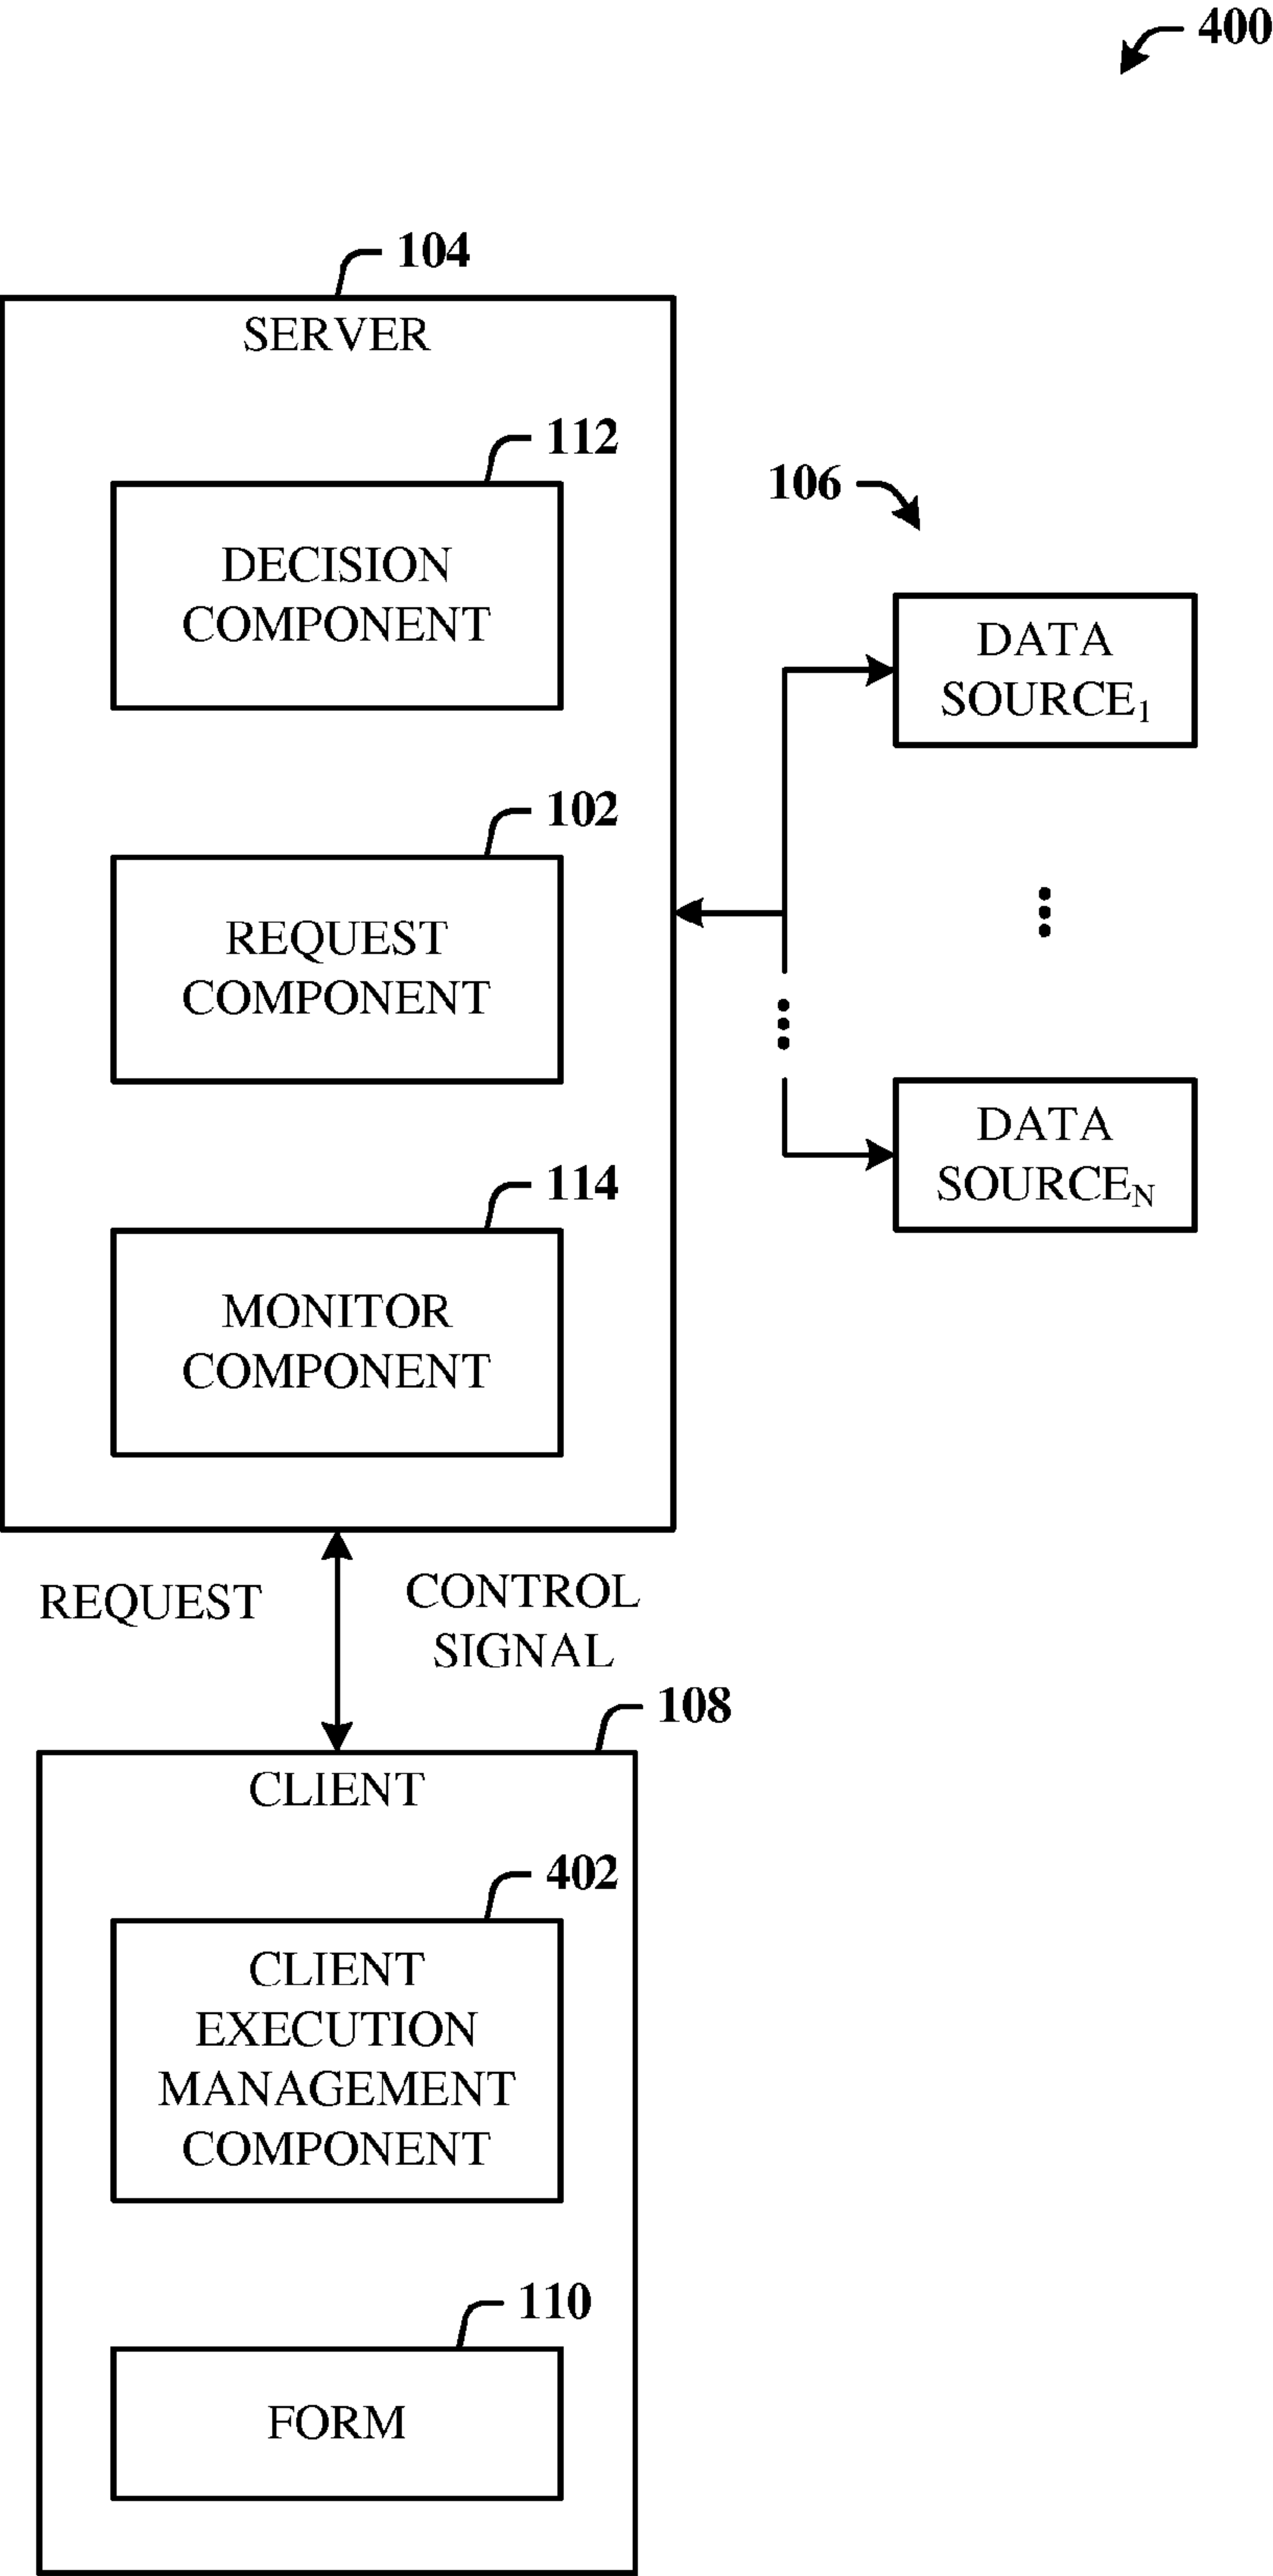 400
104
SERVER
112
DECISION
COMPONENT
106
DATA
SOURCE₁
102
REQUEST
COMPONENT
DATA
SOURCE_N
114
MONITOR
COMPONENT
REQUEST
CONTROL
SIGNAL
108
CLIENT
402
CLIENT
EXECUTION
MANAGEMENT
COMPONENT
110
FORM